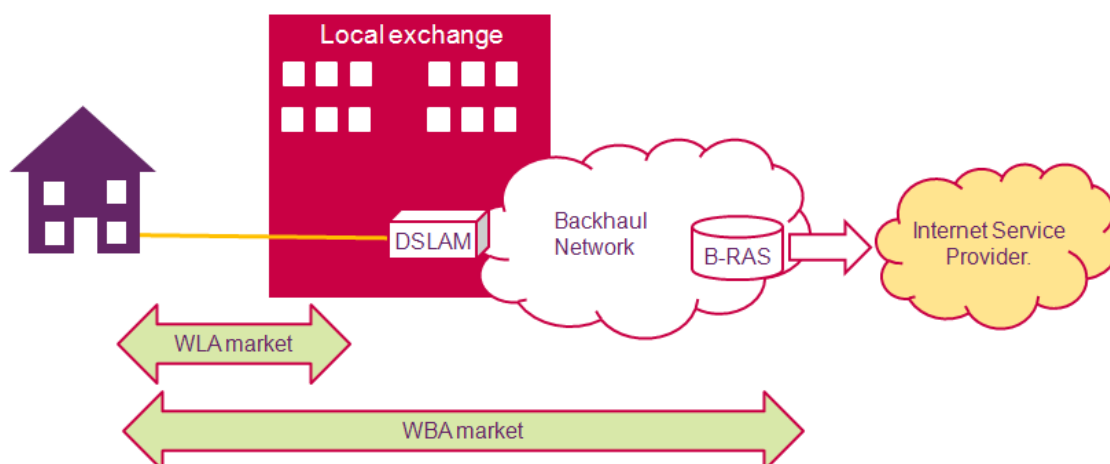 Local exchange
DSLAM
Backhaul
Network
B-RAS
Internet Service
Provider.
WLA market
WBA market